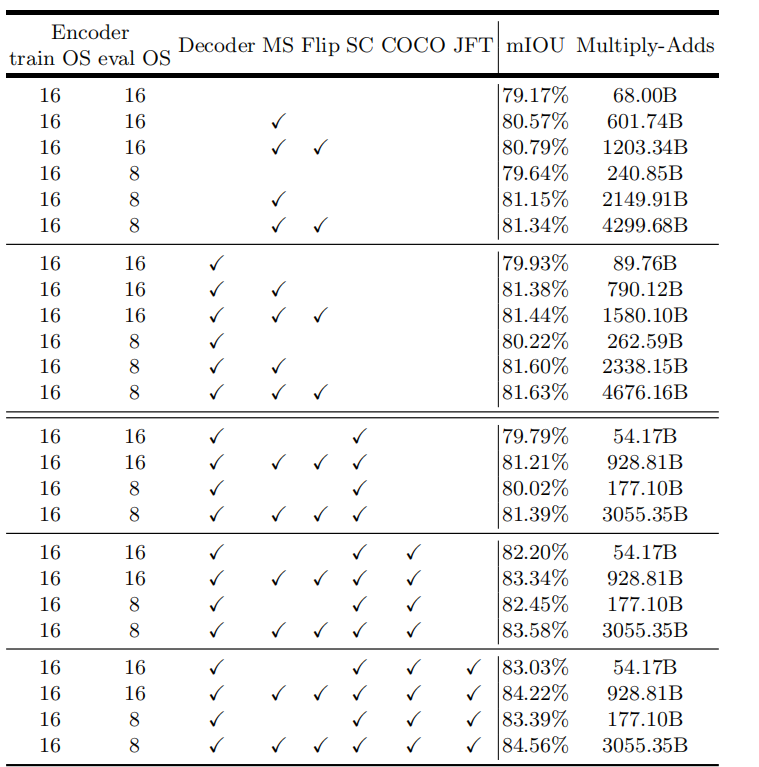 Encoder
train OS eval OS Decoder MS Flip SC COCO JFT mIOU Multiply-Adds
16 16 79.17% 68.00B
16 16 ✓ 80.57% 601.74B
16 16 ✓ ✓ 80.79% 1203.34B
16 8 79.64% 240.85B
16 8 ✓ 81.15% 2149.91B
16 8 ✓ ✓ 81.34% 4299.68B
16 16 ✓ 79.93% 89.76B
16 16 ✓ ✓ 81.38% 790.12B
16 16 ✓ ✓ ✓ 81.44% 1580.10B
16 8 ✓ 80.22% 262.59B
16 8 ✓ ✓ 81.60% 2338.15B
16 8 ✓ ✓ ✓ 81.63% 4676.16B
16 16 ✓ ✓ 79.79% 54.17B
16 16 ✓ ✓ ✓ ✓ 81.21% 928.81B
16 8 ✓ ✓ 80.02% 177.10B
16 8 ✓ ✓ ✓ ✓ 81.39% 3055.35B
16 16 ✓ ✓ ✓ 82.20% 54.17B
16 16 ✓ ✓ ✓ ✓ ✓ 83.34% 928.81B
16 8 ✓ ✓ ✓ 82.45% 177.10B
16 8 ✓ ✓ ✓ ✓ ✓ 83.58% 3055.35B
16 16 ✓ ✓ ✓ ✓ 83.03% 54.17B
16 16 ✓ ✓ ✓ ✓ ✓ ✓ 84.22% 928.81B
16 8 ✓ ✓ ✓ ✓ 83.39% 177.10B
16 8 ✓ ✓ ✓ ✓ ✓ ✓ 84.56% 3055.35B